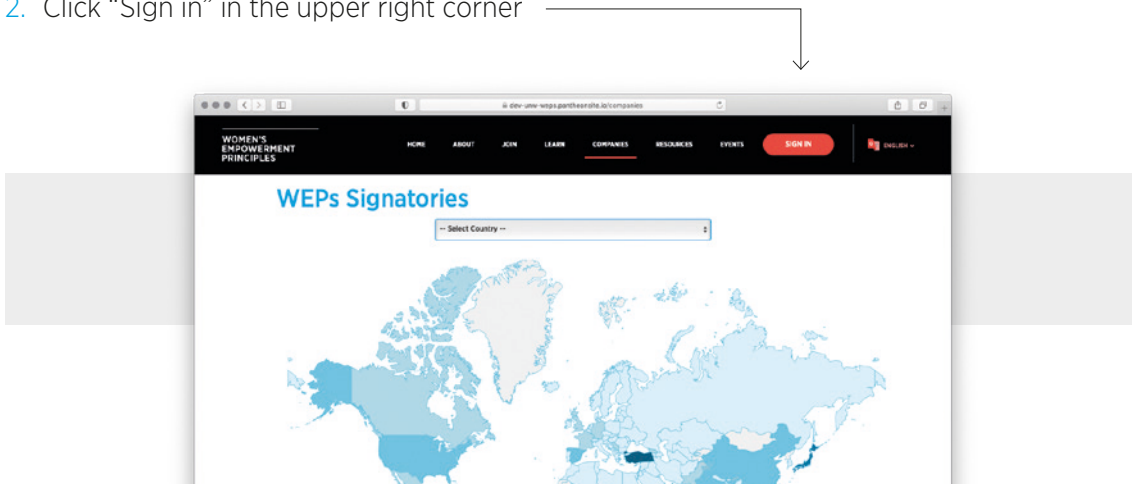 2. Click “Sign in” in the upper right corner
dev-unw-weps.pantheonsite.io/companies
WOMEN'S
EMPOWERMENT
PRINCIPLES
HOME ABOUT JOIN LEARN COMPANIES RESOURCES EVENTS SIGN IN ENGLISH
WEPs Signatories
-- Select Country --